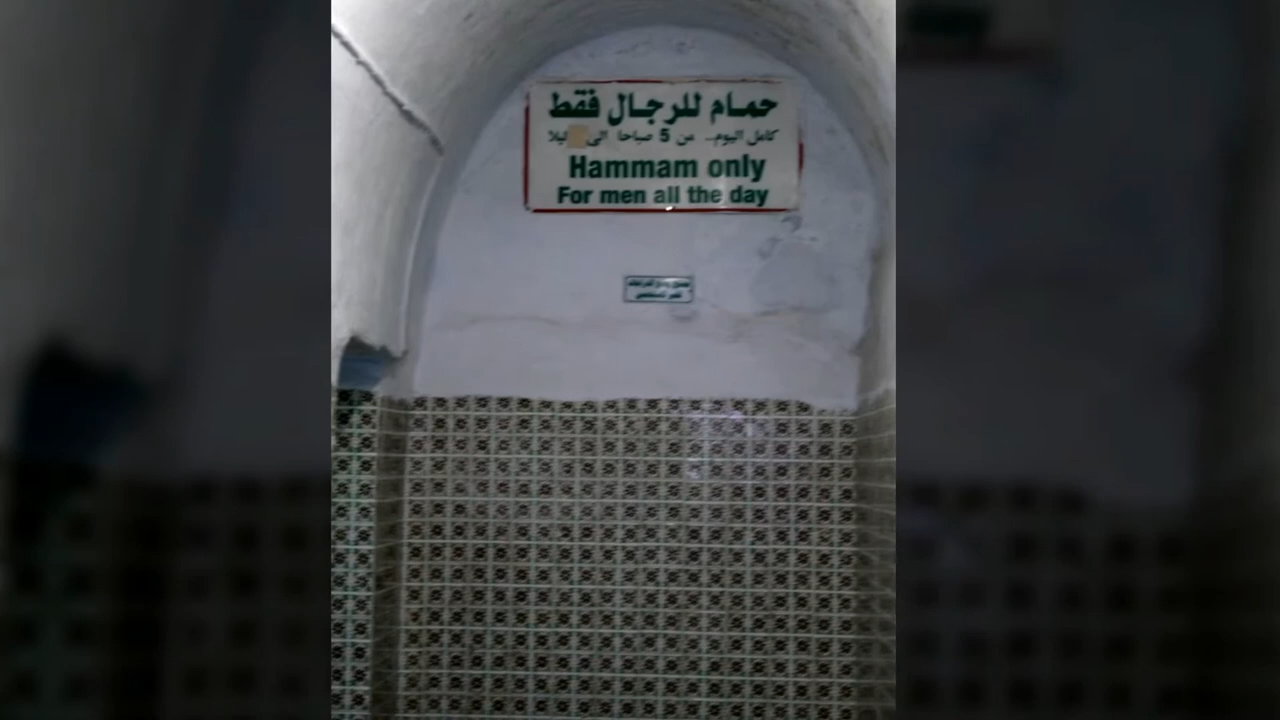 حمام للرجال فقط
كامل اليوم.. من 5 صباحا الى ليلا
Hammam only
For men all the day